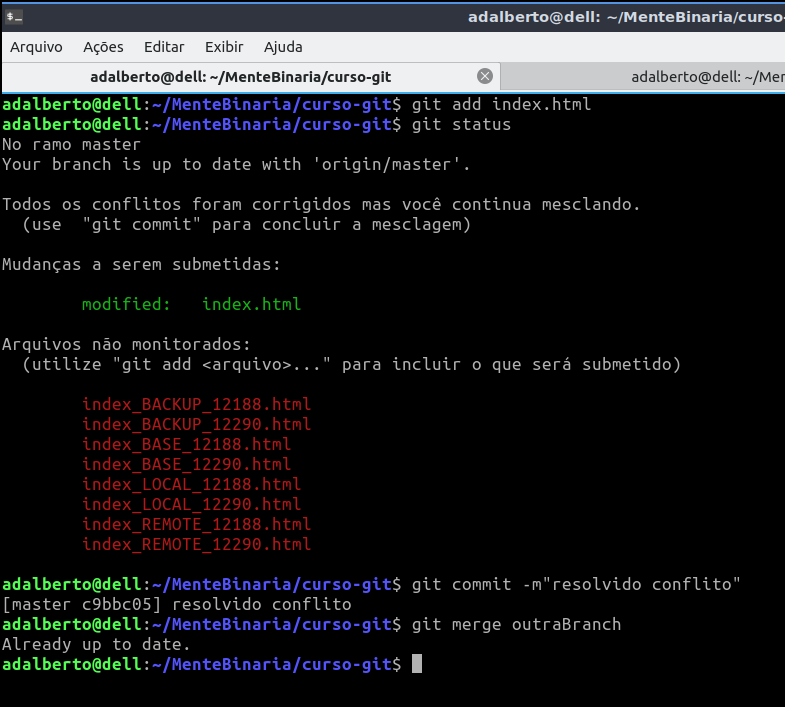 adalberto@dell: ~/MenteBinaria/curso-
Arquivo Ações Editar Exibir Ajuda
adalberto@dell: ~/MenteBinaria/curso-git adalberto@dell: ~/Mer
adalberto@dell:~/MenteBinaria/curso-git$ git add index.html
adalberto@dell:~/MenteBinaria/curso-git$ git status
No ramo master
Your branch is up to date with 'origin/master'.
Todos os conflitos foram corrigidos mas você continua mesclando.
(use  "git commit" para concluir a mesclagem)
Mudanças a serem submetidas:
modified:   index.html
Arquivos não monitorados:
(utilize "git add <arquivo>..." para incluir o que será submetido)
index_BACKUP_12188.html
index_BACKUP_12290.html
index_BASE_12188.html
index_BASE_12290.html
index_LOCAL_12188.html
index_LOCAL_12290.html
index_REMOTE_12188.html
index_REMOTE_12290.html
adalberto@dell:~/MenteBinaria/curso-git$ git commit -m"resolvido conflito"
[master c9bbc05] resolvido conflito
adalberto@dell:~/MenteBinaria/curso-git$ git merge outraBranch
Already up to date.
adalberto@dell:~/MenteBinaria/curso-git$